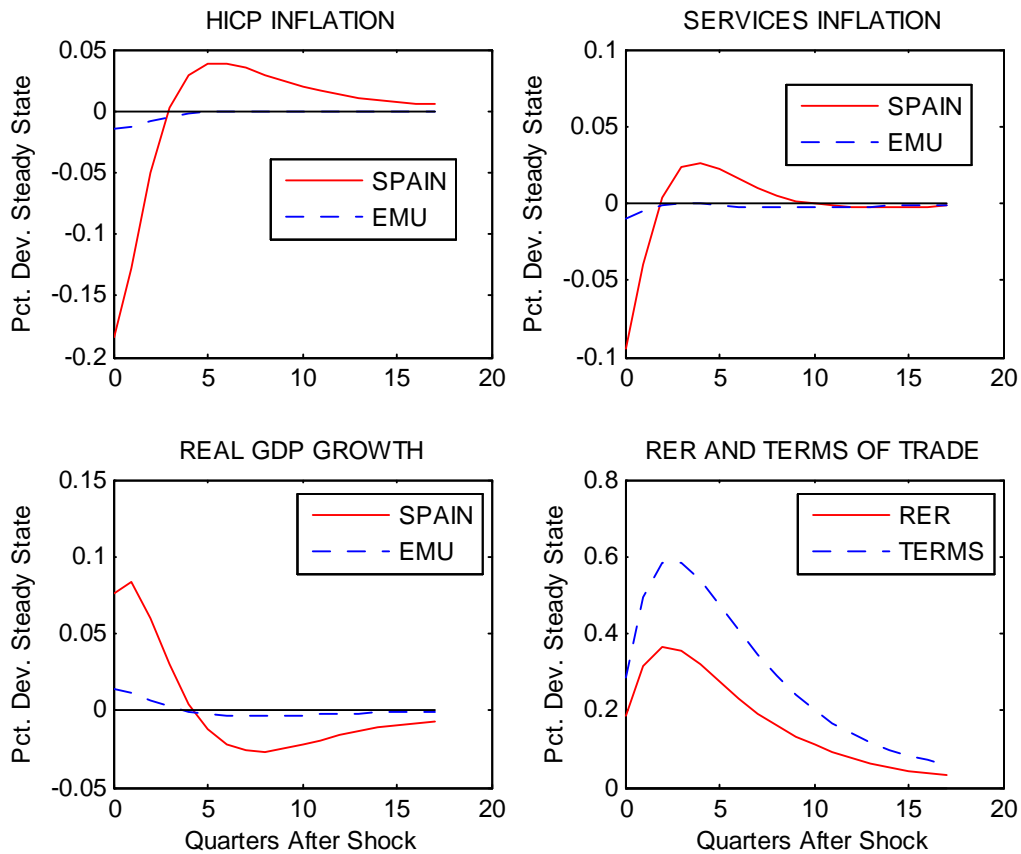 HICP INFLATION
Pct. Dev. Steady State
0.05
0
-0.05
-0.1
-0.15
-0.2
0
5
10
15
20
SPAIN
EMU
SERVICES INFLATION
Pct. Dev. Steady State
0.1
0.05
0
-0.05
-0.1
0
5
10
15
20
SPAIN
EMU
REAL GDP GROWTH
Pct. Dev. Steady State
0.15
0.1
0.05
0
-0.05
0
5
10
15
20
SPAIN
EMU
Quarters After Shock
RER AND TERMS OF TRADE
Pct. Dev. Steady State
0.8
0.6
0.4
0.2
0
0
5
10
15
20
RER
TERMS
Quarters After Shock